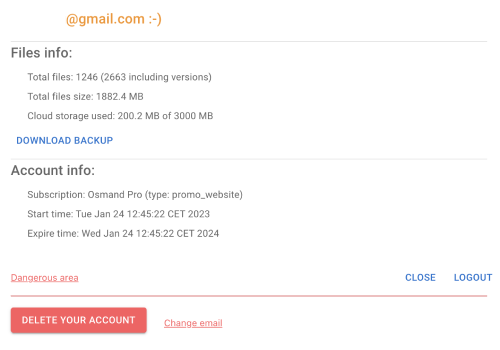 @gmail.com :-)
Files info:
Total files: 1246 (2663 including versions)
Total files size: 1882.4 MB
Cloud storage used: 200.2 MB of 3000 MB
DOWNLOAD BACKUP
Account info:
Subscription: Osmand Pro (type: promo_website)
Start time: Tue Jan 24 12:45:22 CET 2023
Expire time: Wed Jan 24 12:45:22 CET 2024
Dangerous area
CLOSE LOGOUT
DELETE YOUR ACCOUNT
Change email